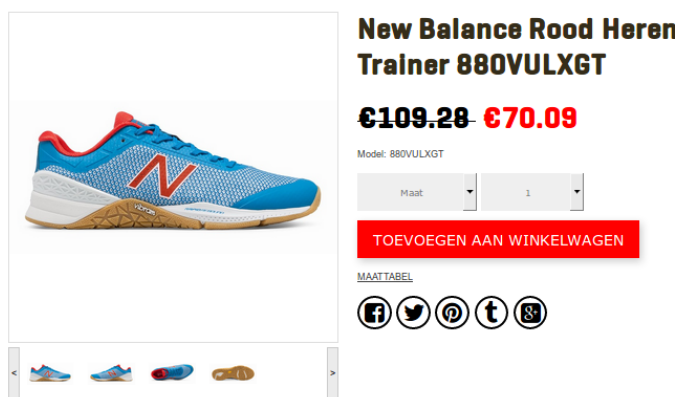 New Balance Rood Heren
Trainer 880VULXGT
€109.28 €70.09
Model: 880VULXGT
Maat
1
TOEVOEGEN AAN WINKELWAGEN
MAATTABEL
N
< >